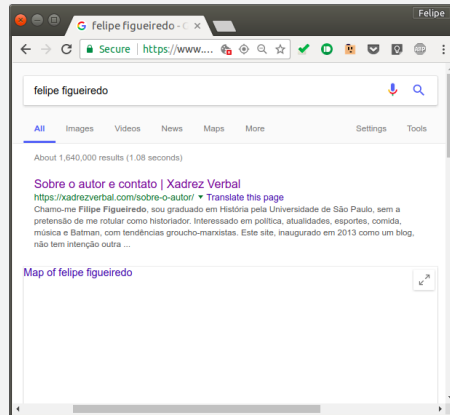 Felipe
felipe figueiredo - G
Secure https://www....
felipe figueiredo
All Images Videos News Maps More Settings Tools
About 1,640,000 results (1.08 seconds)
Sobre o autor e contato | Xadrez Verbal
https://xadrezverbal.com/sobre-o-autor/ ▾ Translate this page
Chamo-me Filipe Figueiredo, sou graduado em História pela Universidade de São Paulo, sem a
pretensão de me rotular como historiador. Interessado em política, atualidades, esportes, comida,
música e Batman, com tendências groucho-marxistas. Este site, inaugurado em 2013 como um blog,
não tem intenção outra ...
Map of felipe figueiredo